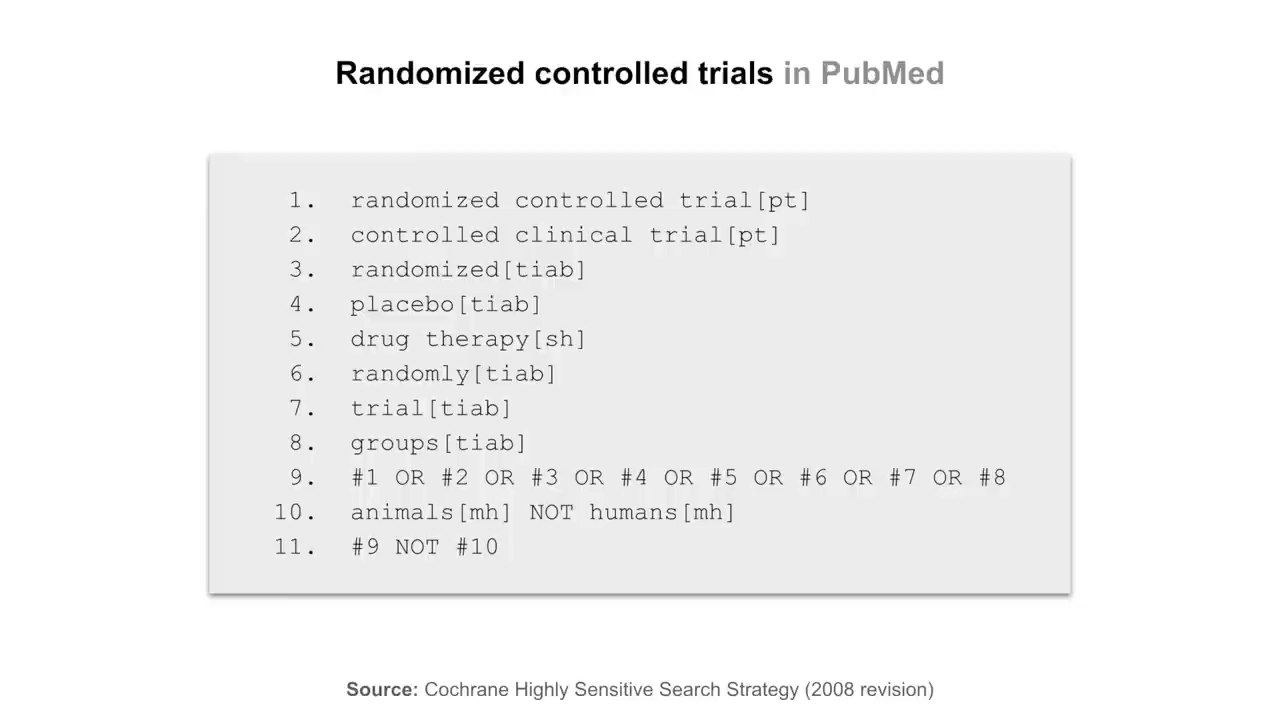 Randomized controlled trials in PubMed
1. randomized controlled trial[pt]
2. controlled clinical trial[pt]
3. randomized[tiab]
4. placebo[tiab]
5. drug therapy[sh]
6. randomly[tiab]
7. trial[tiab]
8. groups[tiab]
9. #1 OR #2 OR #3 OR #4 OR #5 OR #6 OR #7 OR #8
10. animals[mh] NOT humans[mh]
11. #9 NOT #10
Source: Cochrane Highly Sensitive Search Strategy (2008 revision)